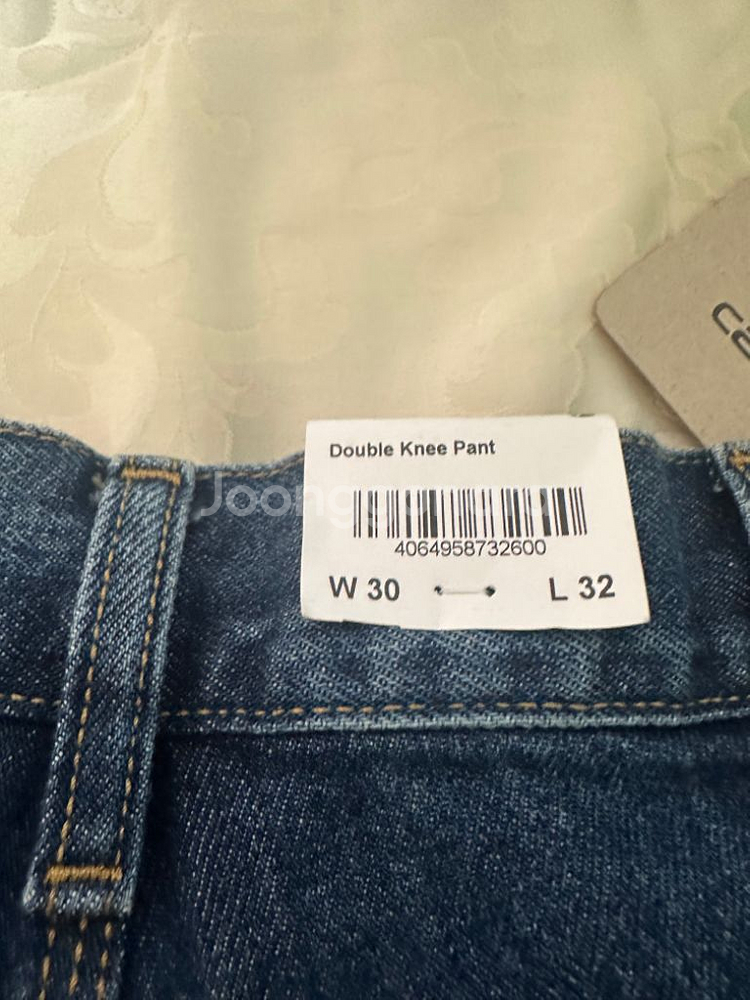 Double Knee Pant
4064958732600
W 30
L 32